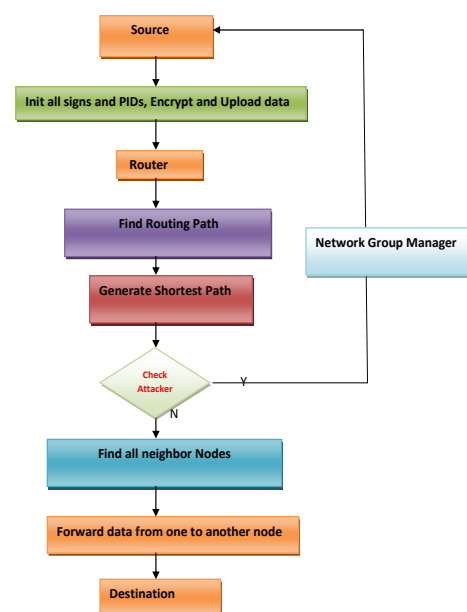 Source
Init all signs and PIDs, Encrypt and Upload data
Router
Find Routing Path
Network Group Manager
Generate Shortest Path
Check
Attacker
Y
N
Find all neighbor Nodes
Forward data from one to another node
Destination